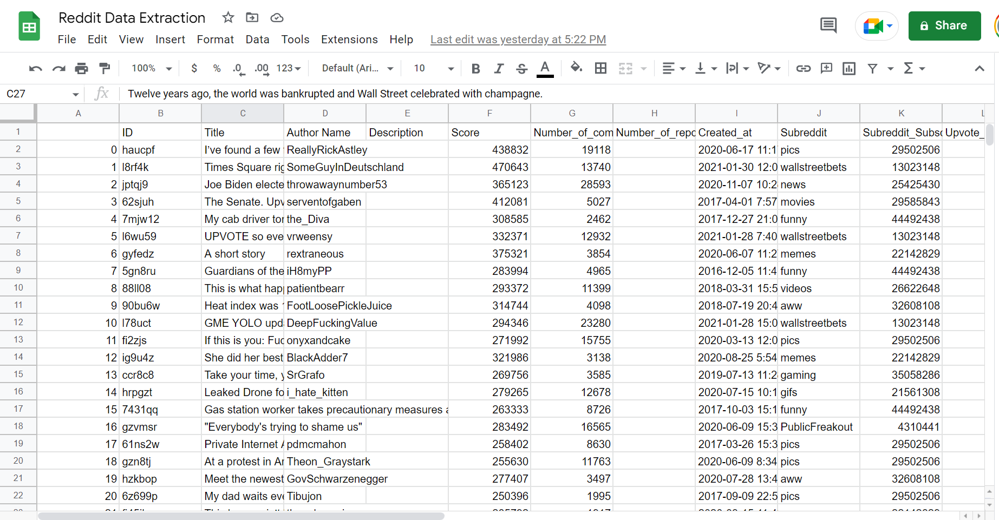 Reddit Data Extraction
File Edit View Insert Format Data Tools Extensions Help Last edit was yesterday at 5:22 PM
Share
100% $ % .0 .00 123 Default (Ari... 10 B I S A
C27 fx Twelve years ago, the world was bankrupted and Wall Street celebrated with champagne.
A B C D E F G H I J K L
1 ID Title Author Name Description Score Number_of_com Number_of_repo Created_at Subreddit Subreddit_Subsc Upvote_
2 0 haucpf I've found a few ReallyRickAstley 438832 19118 2020-06-17 11:1 pics 29502506
3 1 l8rf4k Times Square rig SomeGuyInDeutschland 470643 13740 2021-01-30 12:0 wallstreetbets 13023148
4 2 jptqj9 Joe Biden electe throwawaynumber53 365123 28593 2020-11-07 10:2 news 25425430
5 3 62sjuh The Senate. Upv serventofgaben 412081 5027 2017-04-01 7:57 movies 29585843
6 4 7mjw12 My cab driver ton the_Diva 308585 2462 2017-12-27 21:0 funny 44492438
7 5 l6wu59 UPVOTE so eve vrweensy 332371 12932 2021-01-28 7:40 wallstreetbets 13023148
8 6 gyfedz A short story rextraneous 375321 3854 2020-06-07 11:2 memes 22142829
9 7 5gn8ru Guardians of the iH8myPP 283994 4965 2016-12-05 11:4 funny 44492438
10 8 88ll08 This is what happ patientbearr 293372 11399 2018-03-31 15:5 videos 26622648
11 9 90bu6w Heat index was FootLoosePickleJuice 314744 4098 2018-07-19 20:4 aww 32608108
12 10 l78uct GME YOLO upda DeepFuckingValue 294346 23280 2021-01-28 15:0 wallstreetbets 13023148
13 11 fi2zjs If this is you: Fuc onyxandcake 271992 15755 2020-03-13 12:0 pics 29502506
14 12 ig9u4z She did her best BlackAdder7 321986 3138 2020-08-25 5:54 memes 22142829
15 13 ccr8c8 Take your time, y SrGrafo 269756 3585 2019-07-13 11:2 gaming 35058286
16 14 hrpgzt Leaked Drone fo i_hate_kitten 279265 12678 2020-07-15 10:1 gifs 21561308
17 15 7431qq Gas station worker takes precautionary measures a 263333 8726 2017-10-03 15:1 funny 44492438
18 16 gzvmsr "Everybody's trying to shame us" 283492 16565 2020-06-09 15:3 PublicFreakout 4310441
19 17 61ns2w Private Internet A pdmcmahon 258402 8630 2017-03-26 15:3 pics 29502506
20 18 gzn8tj At a protest in Ar Theon_Graystark 255630 11763 2020-06-09 8:34 pics 29502506
21 19 hzkbop Meet the newest GovSchwarzenegger 277407 3497 2020-07-28 13:4 aww 32608108
22 20 6z699p My dad waits eve Tibujon 250396 1995 2017-09-09 22:5 pics 29502506